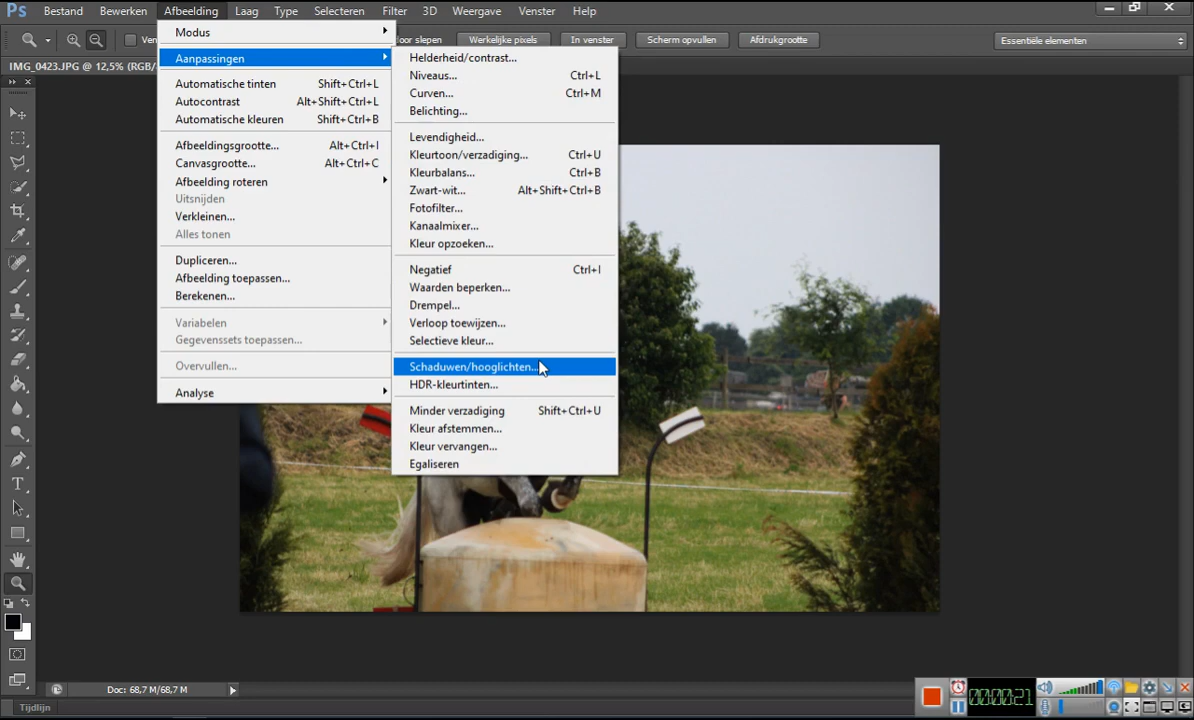 Ps Bestand Bewerken Afbeelding Laag Type Selecteren Filter 3D Weergave Venster Help
Ven
oor slepen Werkelijke pixels In venster Scherm opvullen Afdrukgrootte Essentiële elementen
IMG_0423.JPG @ 12,5% (RGB/8
Modus
Aanpassingen
Automatische tinten Shift+Ctrl+L
Autocontrast Alt+Shift+Ctrl+L
Automatische kleuren Shift+Ctrl+B
Afbeeldingsgrootte... Alt+Ctrl+I
Canvasgrootte... Alt+Ctrl+C
Afbeelding roteren
Uitsnijden
Verkleinen...
Alles tonen
Dupliceren...
Afbeelding toepassen...
Berekenen...
Variabelen
Gegevenssets toepassen...
Overvullen...
Analyse
Helderheid/contrast...
Niveaus... Ctrl+L
Curven... Ctrl+M
Belichting...
Levendigheid...
Kleurtoon/verzadiging... Ctrl+U
Kleurbalans... Ctrl+B
Zwart-wit... Alt+Shift+Ctrl+B
Fotofilter...
Kanaalmixer...
Kleur opzoeken...
Negatief Ctrl+I
Waarden beperken...
Drempel...
Verloop toewijzen...
Selectieve kleur...
Schaduwen/hooglichten...
HDR-kleurtinten...
Minder verzadiging Shift+Ctrl+U
Kleur afstemmen...
Kleur vervangen...
Egaliseren
Doc: 68,7 M/68,7 M
Tijdlijn
00:00:21